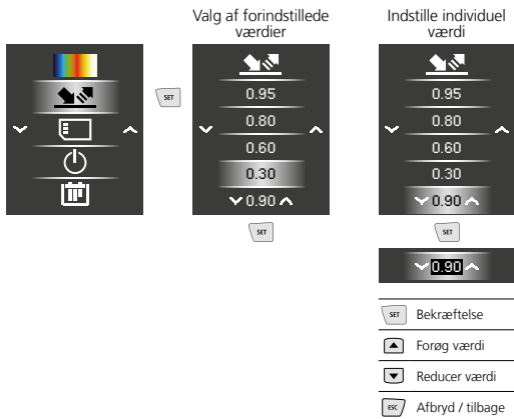 Valg af forindstillede
værdier
SET
0.95
0.80
0.60
0.30
0.90
SET
Indstille individuel
værdi
0.95
0.80
0.60
0.30
0.90
SET
0.90
SET Bekræftelse
Forøg værdi
Reducer værdi
ESC Afbryd / tilbage